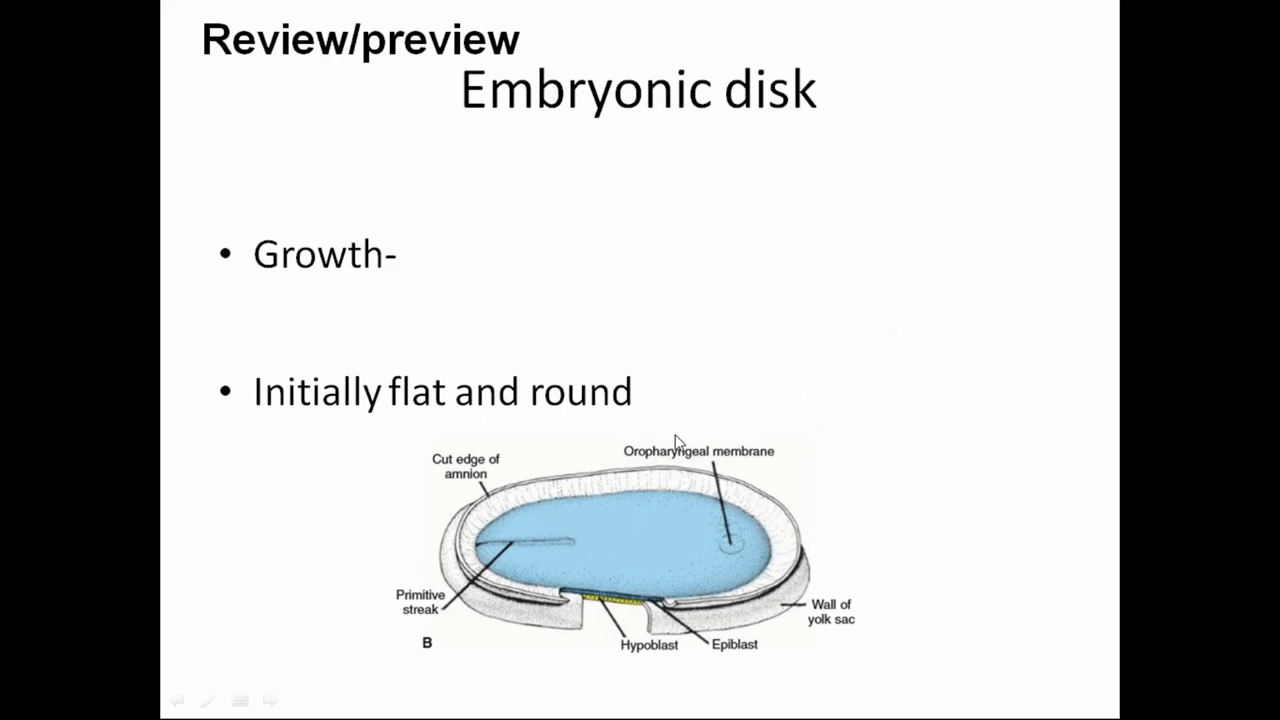 Review/preview
Embryonic disk
• Growth-
• Initially flat and round
Cut edge of
amnion
Oropharyngeal membrane
Primitive
streak
Wall of
yolk sac
B
Hypoblast
Epiblast